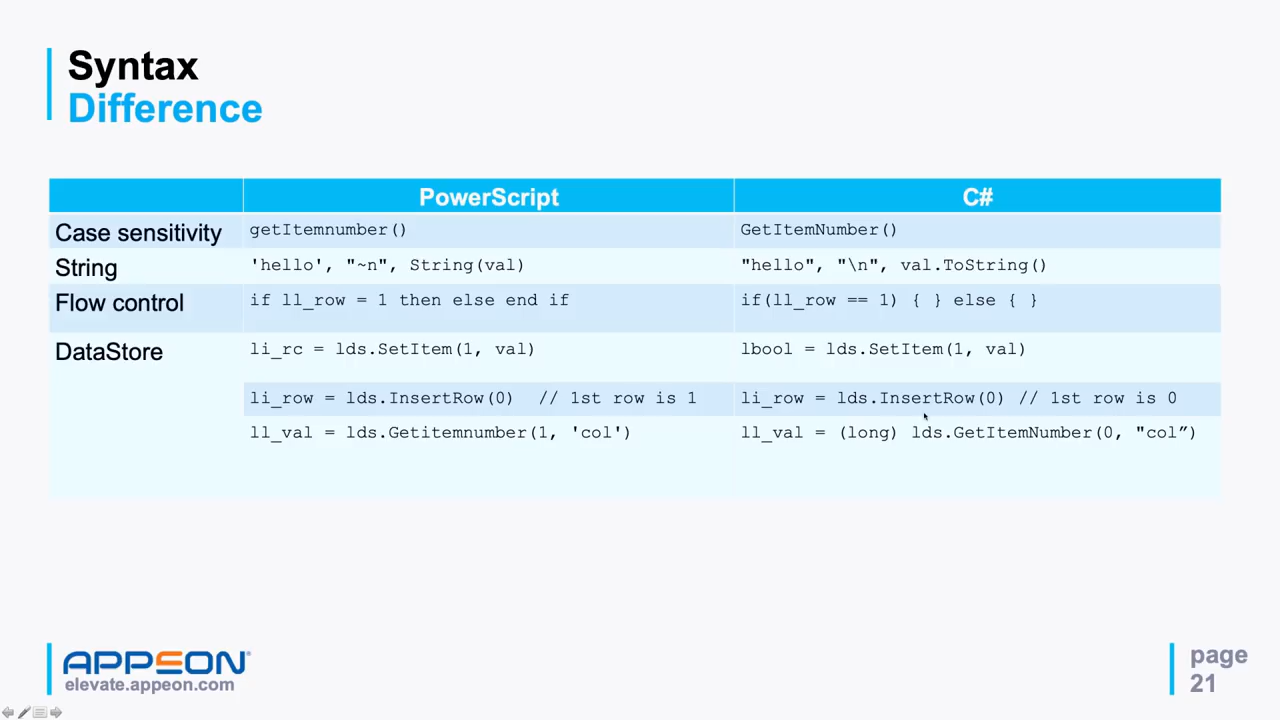 Syntax
Difference
PowerScript C#
Case sensitivity getItemnumber() GetItemNumber()
String 'hello', "~n", String(val) "hello", "\n", val.ToString()
Flow control if ll_row = 1 then else end if if(ll_row == 1) { } else { }
DataStore li_rc = lds.SetItem(1, val) lbool = lds.SetItem(1, val)
li_row = lds.InsertRow(0) // 1st row is 1 li_row = lds.InsertRow(0) // 1st row is 0
ll_val = lds.Getitemnumber(1, 'col') ll_val = (long) lds.GetItemNumber(0, "col”)
APPEON®
elevate.appeon.com
page
21